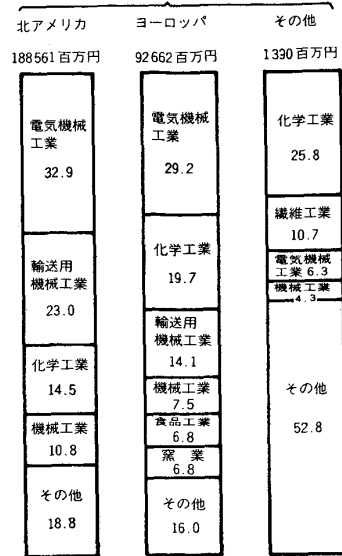 北アメリカ
188561百万円
電気機械
工業
32.9
輸送用
機械工業
23.0
化学工業
14.5
機械工業
10.8
その他
18.8
ヨーロッパ
92662百万円
電気機械
工業
29.2
化学工業
19.7
輸送用
機械工業
14.1
機械工業
7.5
食品工業
6.8
窯業
6.8
その他
16.0
その他
1390百万円
化学工業
25.8
繊維工業
10.7
電気機械
工業 6.3
機械工業
4.3
その他
52.8